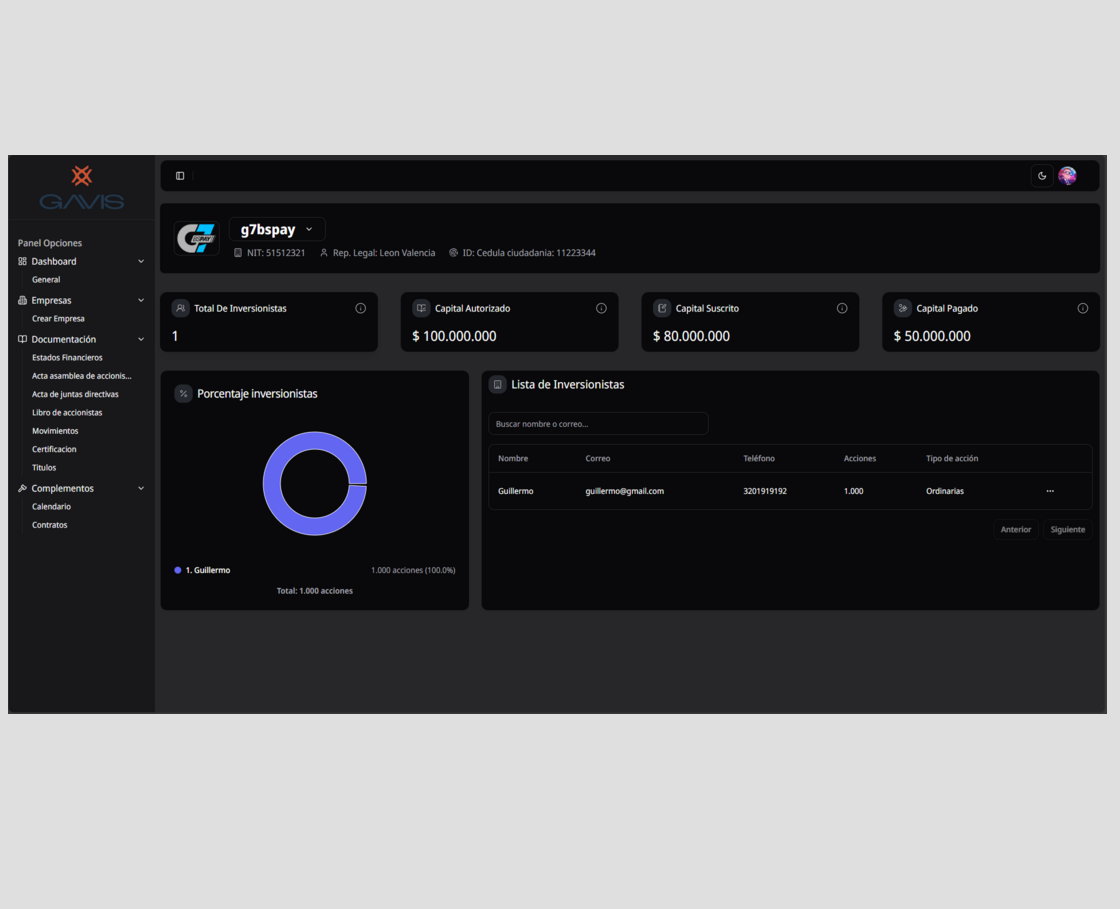 GAVIS
Panel Opciones
Dashboard
General
Empresas
Crear Empresa
Documentación
Estados Financieros
Acta asamblea de accionis...
Acta de juntas directivas
Libro de accionistas
Movimientos
Certificacion
Titulos
Complementos
Calendario
Contratos
G7
BSPAY
g7bspay
NIT: 51512321 Rep. Legal: Leon Valencia ID: Cedula ciudadania: 11223344
Total De Inversionistas
1
Capital Autorizado
$ 100.000.000
Capital Suscrito
$ 80.000.000
Capital Pagado
$ 50.000.000
Porcentaje inversionistas
1. Guillermo 1.000 acciones (100.0%)
Total: 1.000 acciones
Lista de Inversionistas
Buscar nombre o correo...
Nombre Correo Teléfono Acciones Tipo de acción
Guillermo guillermo@gmail.com 3201919192 1.000 Ordinarias ...
Anterior Siguiente